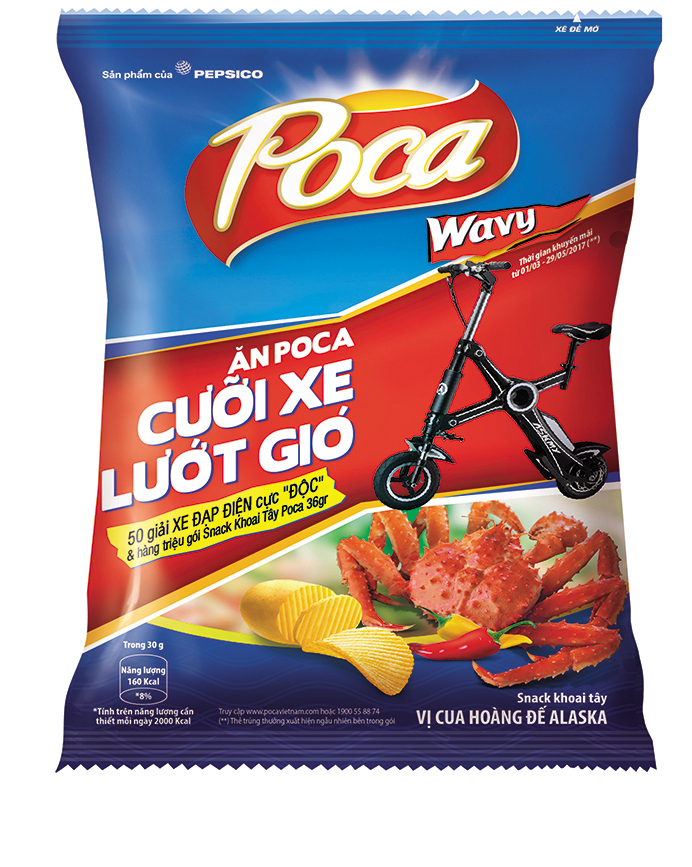 XÉ ĐỂ MỞ
Sản phẩm của PEPSICO
Poca
Wavy
Thời gian khuyến mãi
từ 01/03 - 29/05/2017 (**)
ĂN POCA
CƯỠI XE
LƯỚT GIÓ
50 giải XE ĐẠP ĐIỆN cực "ĐỘC"
& hàng triệu gói Snack Khoai Tây Poca 36gr
ASKMY
Trong 30 g
Năng lượng
160 Kcal
*8%
*Tính trên năng lượng cần
thiết mỗi ngày 2000 Kcal
Truy cập www.pocavietnam.com hoặc 1900 55 88 74
(**) Thẻ trúng thưởng xuất hiện ngẫu nhiên bên trong gói
Snack khoai tây
VỊ CUA HOÀNG ĐẾ ALASKA